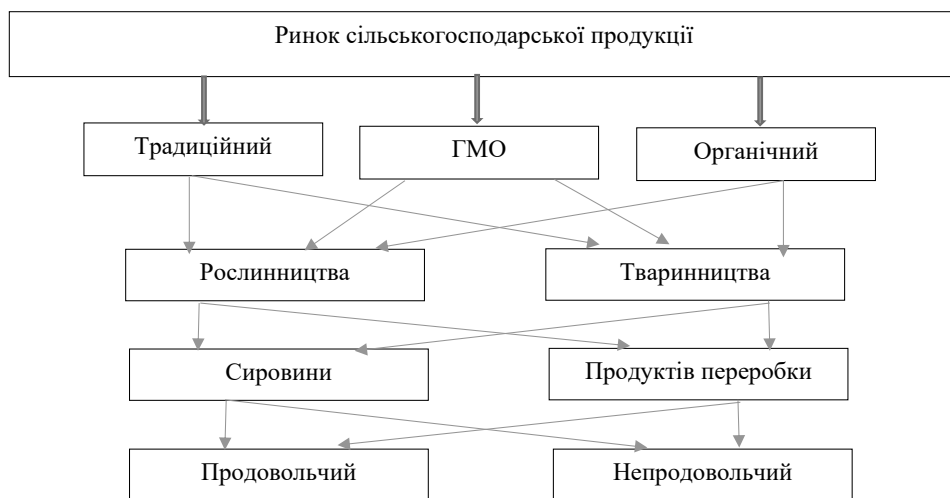 Ринок сільськогосподарської продукції
Традиційний
ГМО
Органічний
Рослинництва
Тваринництва
Сировини
Продуктів переробки
Продовольчий
Непродовольчий